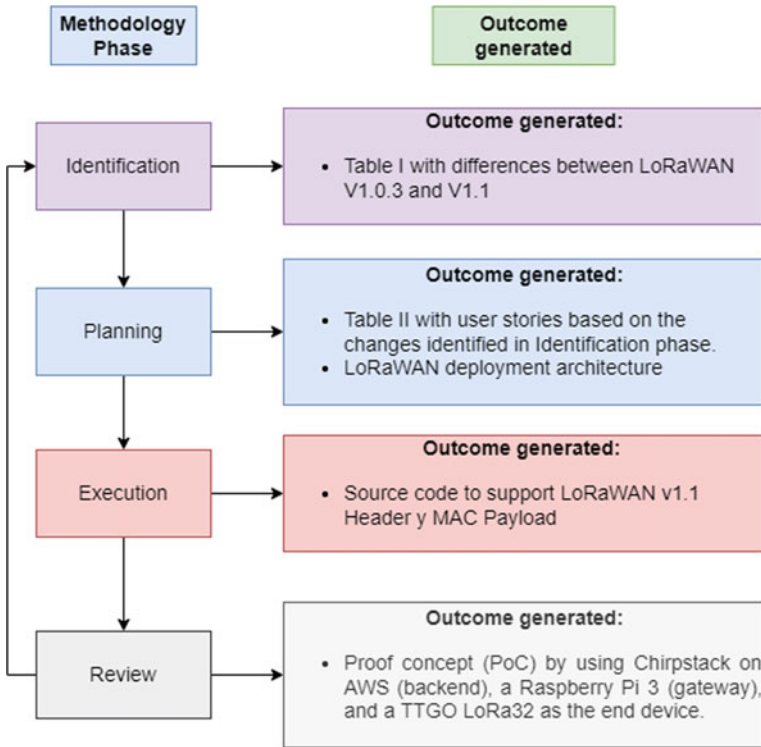 Methodology
Phase
Outcome
generated
Identification
Outcome generated:
• Table I with differences between LoRaWAN
V1.0.3 and V1.1
Planning
Outcome generated:
• Table II with user stories based on the
changes identified in Identification phase.
• LoRaWAN deployment architecture
Execution
Outcome generated:
• Source code to support LoRaWAN v1.1
Header y MAC Payload
Review
Outcome generated:
• Proof concept (PoC) by using Chirpstack on
AWS (backend), a Raspberry Pi 3 (gateway),
and a TTGO LoRa32 as the end device.